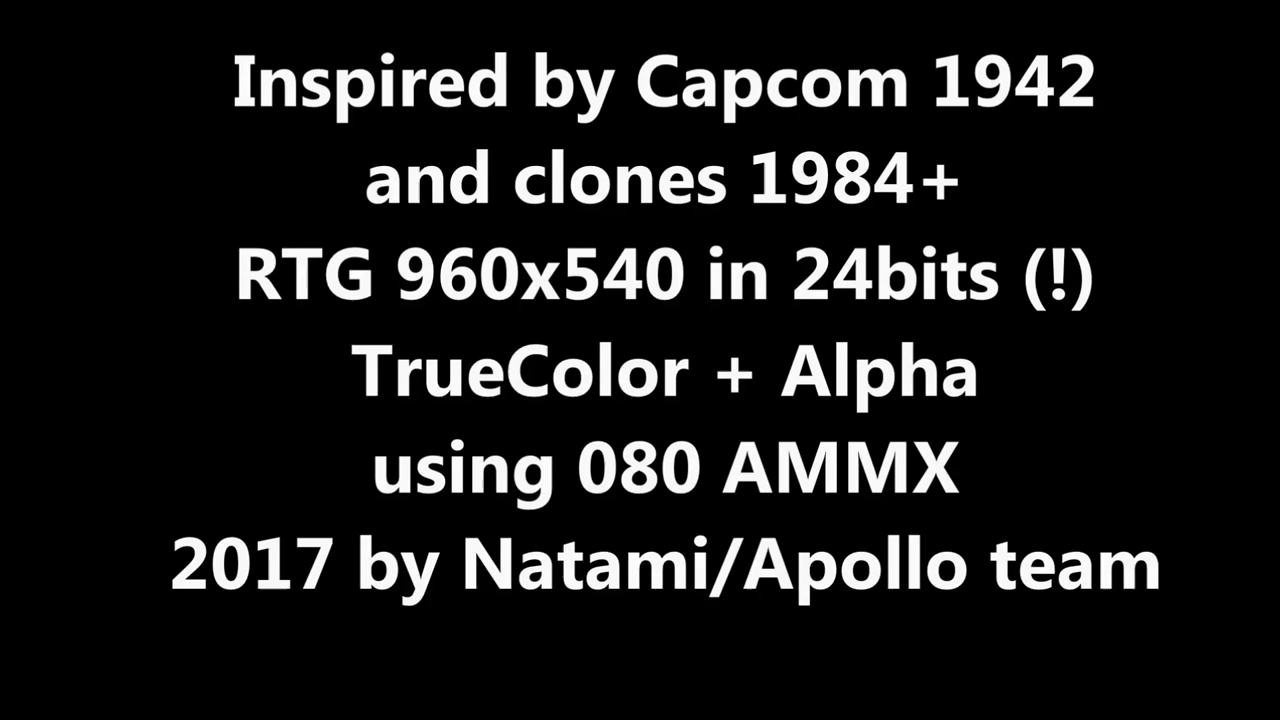 Inspired by Capcom 1942
and clones 1984+
RTG 960x540 in 24bits (!)
TrueColor + Alpha
using 080 AMMX
2017 by Natami/Apollo team